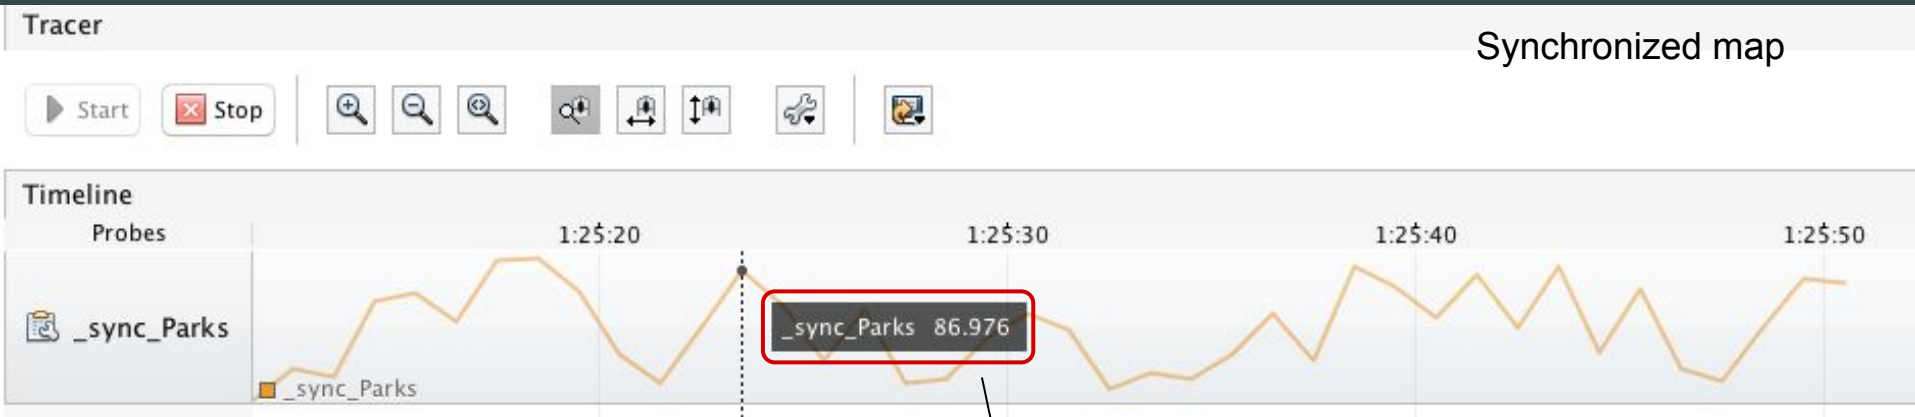 Tracer
Synchronized map
Start Stop
Timeline
Probes 1:25:20 1:25:30 1:25:40 1:25:50
_sync_Parks
_sync_Parks 86.976
_sync_Parks